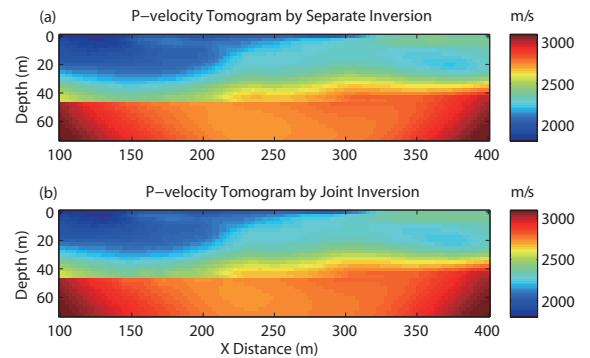 (a) P−velocity Tomogram by Separate Inversion m/s
0
20
40
60
Depth (m)
100 150 200 250 300 350 400
3000
2500
2000
(b) P−velocity Tomogram by Joint Inversion m/s
0
20
40
60
Depth (m)
100 150 200 250 300 350 400
X Distance (m)
3000
2500
2000